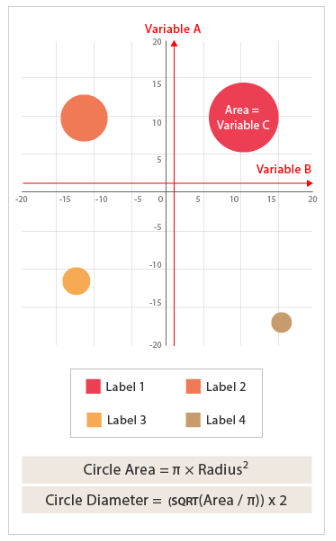 Variable A
20
15
10
Area =
Variable C
5
Variable B
-20 -15 -10 -5 0 5 10 15 20
-5
-10
-15
-20
Label 1 Label 2
Label 3 Label 4
Circle Area = π × Radius²
Circle Diameter = (SQRT(Area / π)) x 2